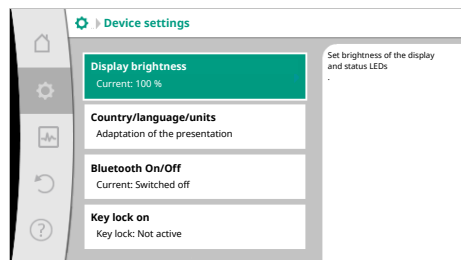 Device settings
Display brightness
Current: 100 %
Country/language/units
Adaptation of the presentation
Bluetooth On/Off
Current: Switched off
Key lock on
Key lock: Not active
Set brightness of the display
and status LEDs
.
?